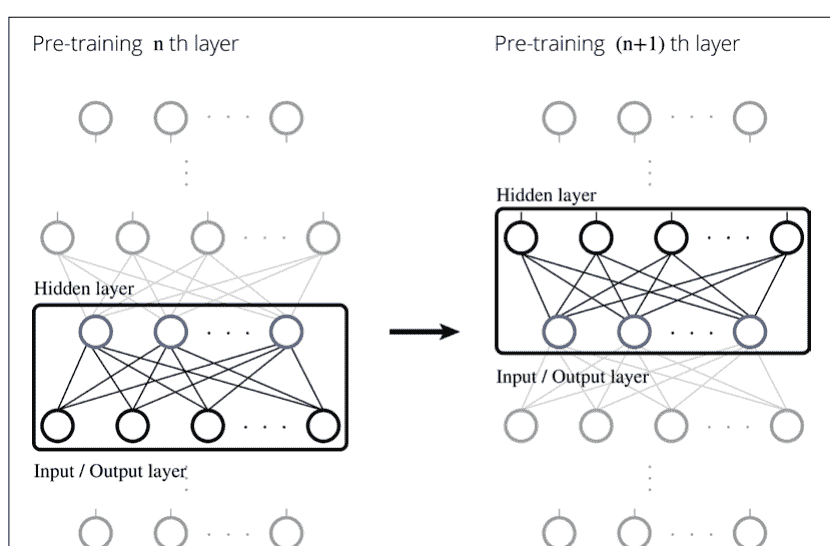 Pre-training n th layer
Pre-training (n+1) th layer
Hidden layer
Hidden layer
Input / Output layer
Input / Output layer